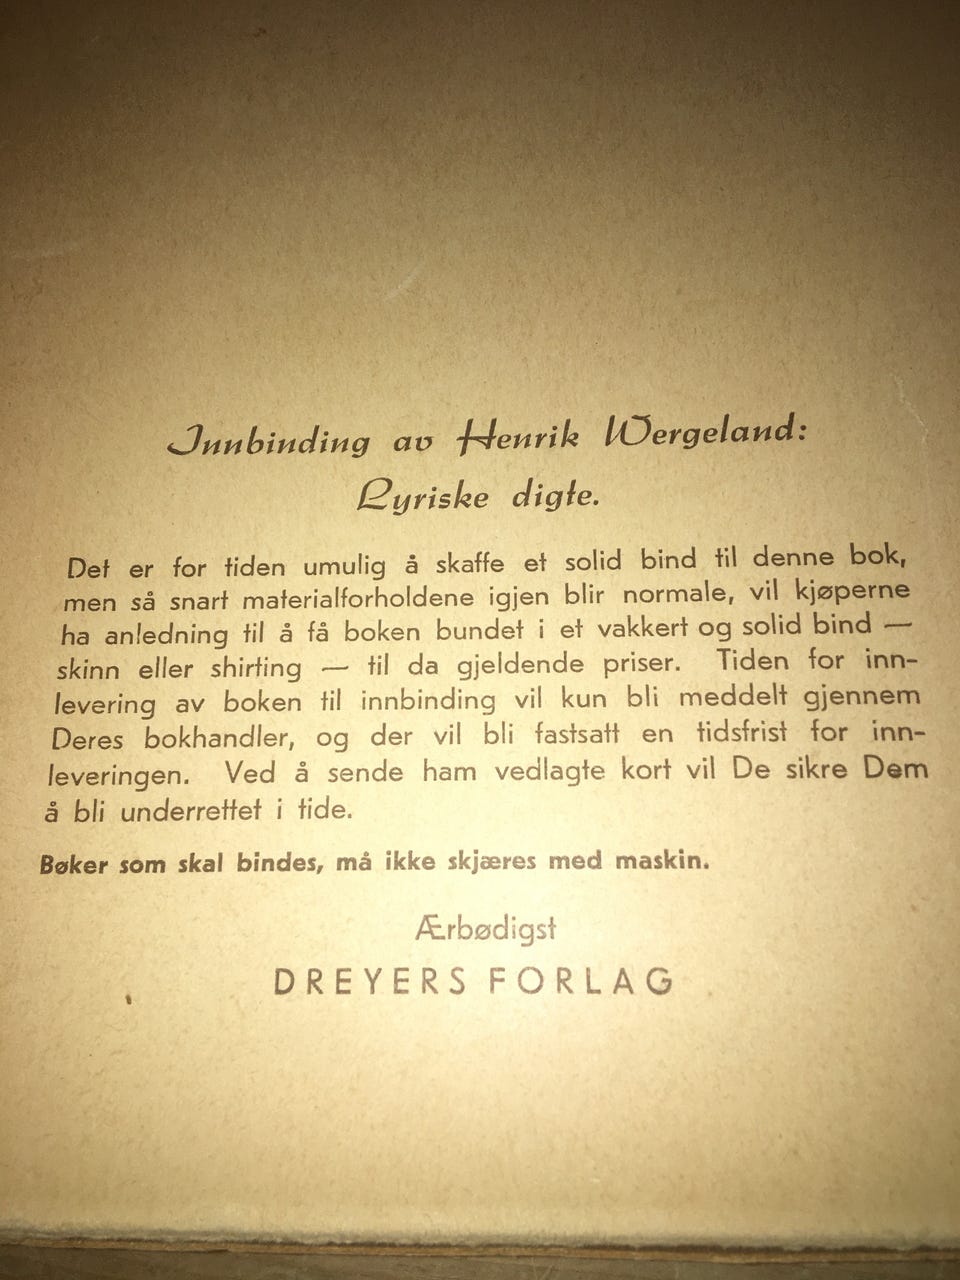 Innbinding av Henrik Wergeland:
Lyriske digte.
Det er for tiden umulig å skaffe et solid bind til denne bok,
men så snart materialforholdene igjen blir normale, vil kjøperne
ha anledning til å få boken bundet i et vakkert og solid bind —
skinn eller shirting — til da gjeldende priser. Tiden for inn-
levering av boken til innbinding vil kun bli meddelt gjennem
Deres bokhandler, og der vil bli fastsatt en tidsfrist for inn-
leveringen. Ved å sende ham vedlagte kort vil De sikre Dem
å bli underrettet i tide.
Bøker som skal bindes, må ikke skjæres med maskin.
Ærbødigst
DREYERS FORLAG